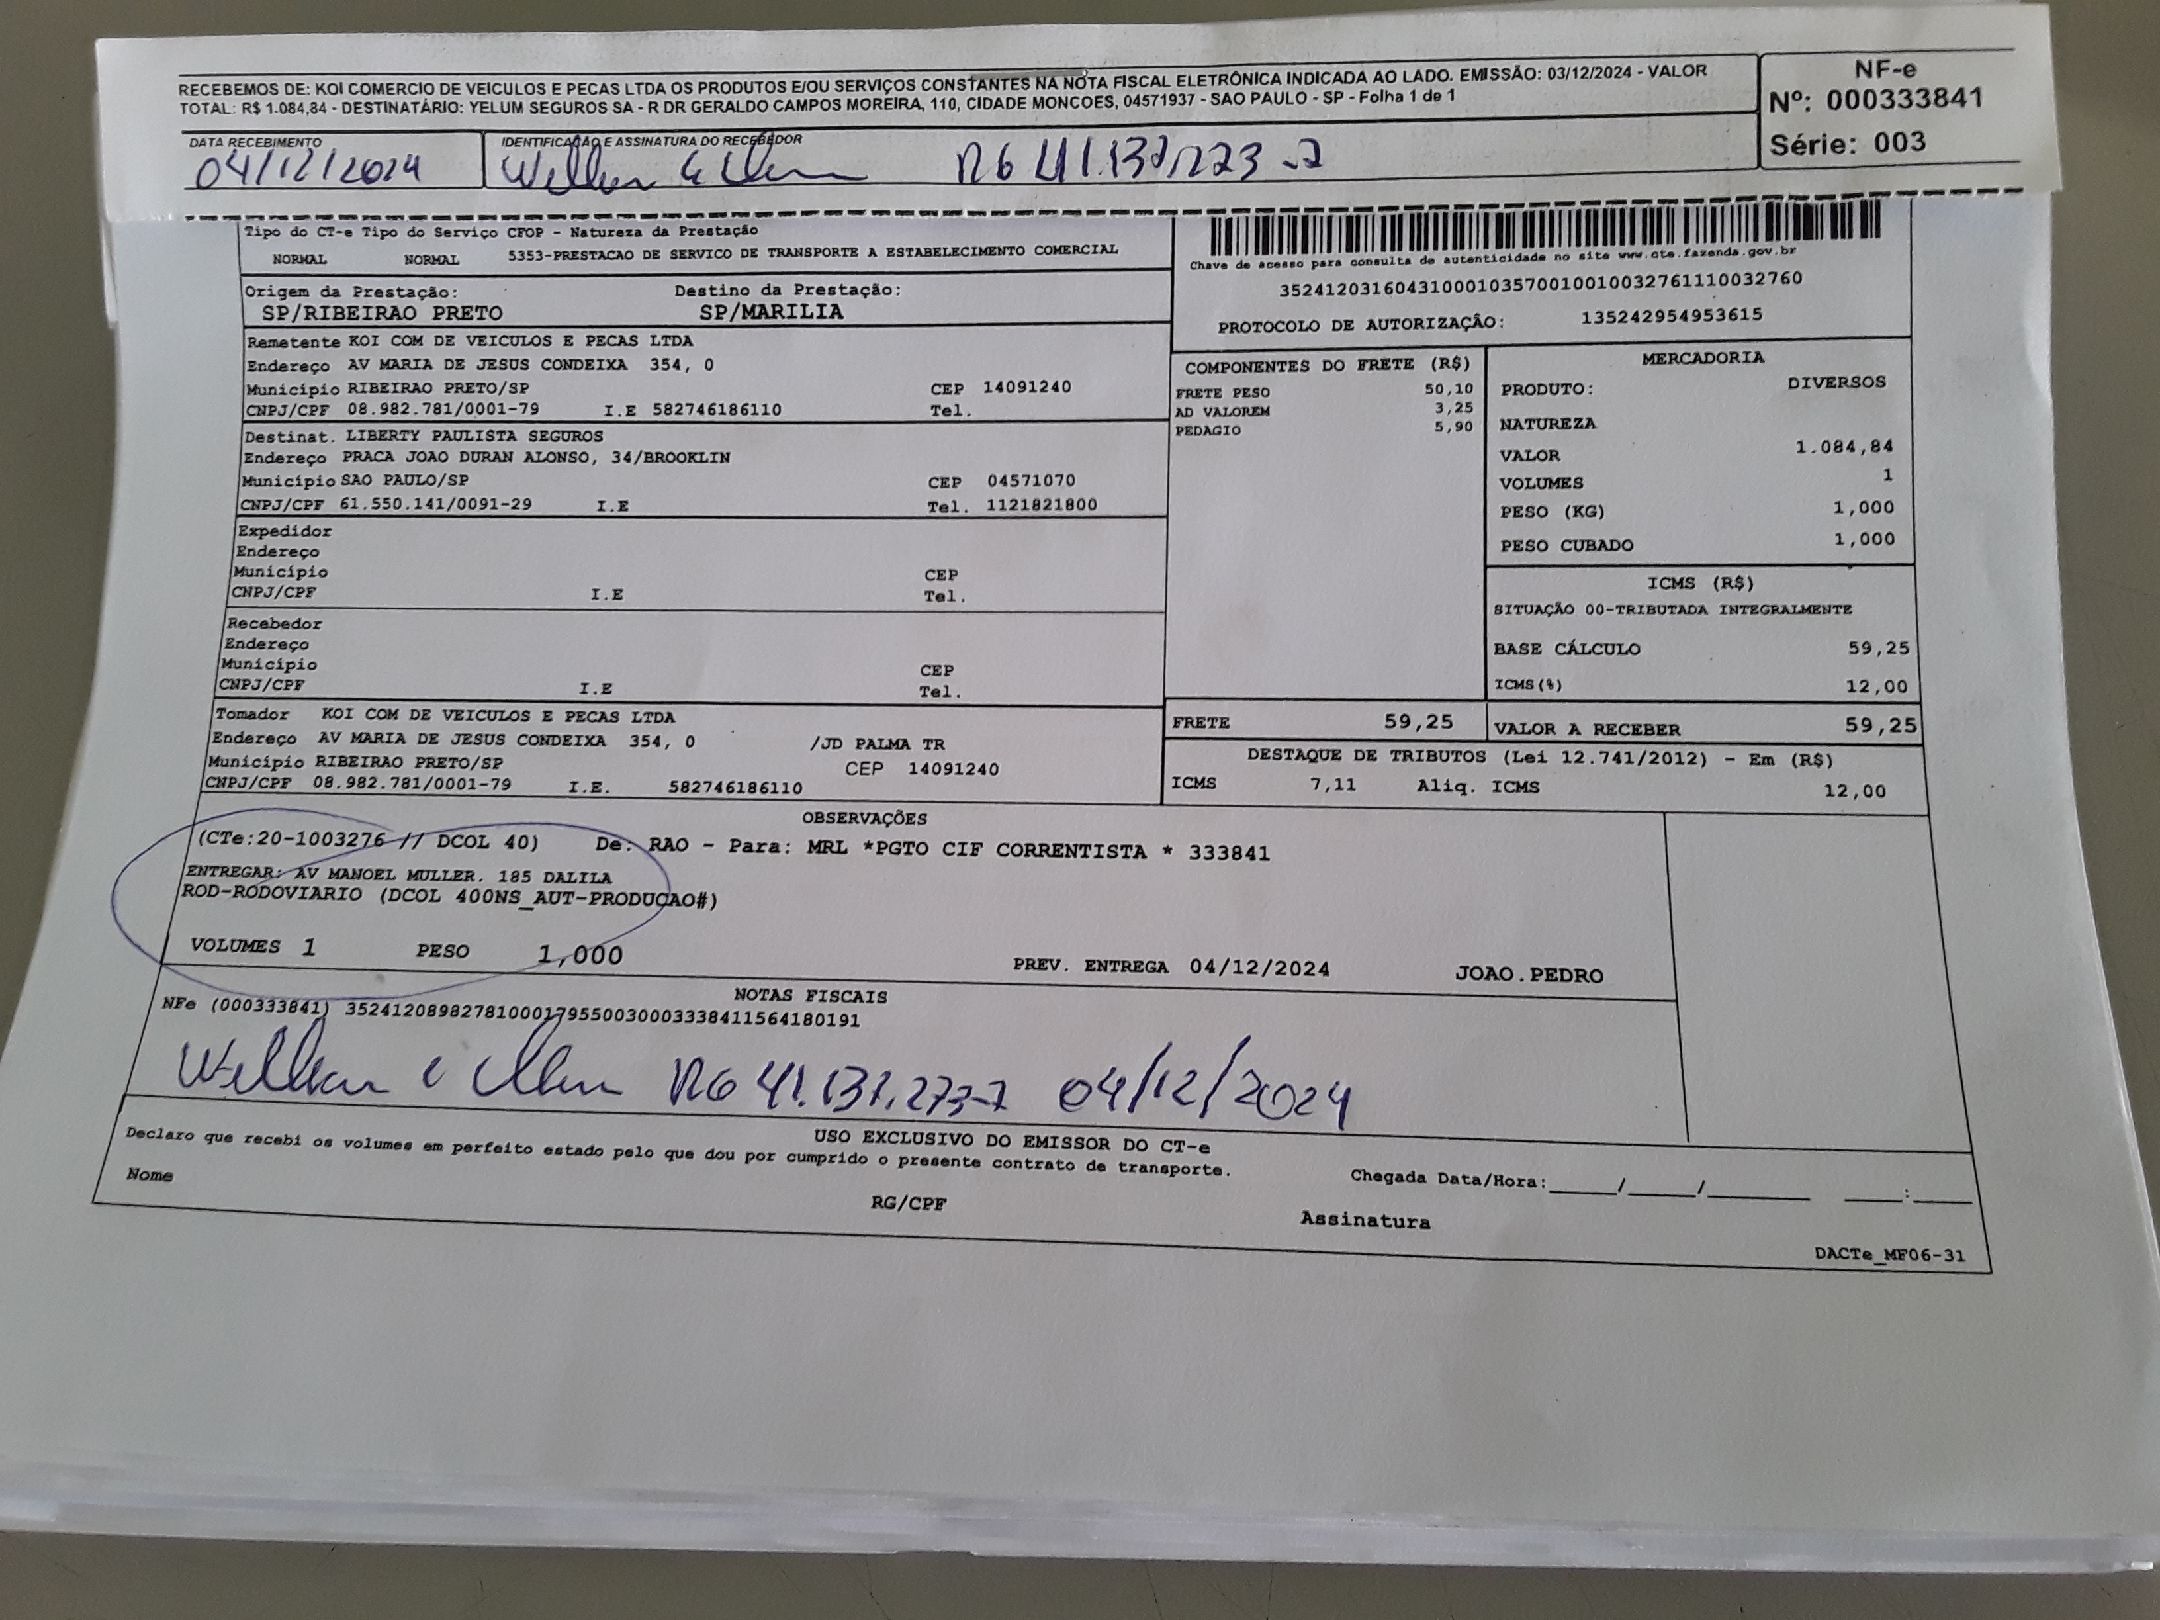 RECEBEMOS DE: KOI COMERCIO DE VEICULOS E PECAS LTDA OS PRODUTOS E/OU SERVIÇOS CONSTANTES NA NOTA FISCAL ELETRÔNICA INDICADA AO LADO. EMISSÃO: 03/12/2024 - VALOR
TOTAL: R$ 1.084,84 - DESTINATÁRIO: YELUM SEGUROS SA - R DR GERALDO CAMPOS MOREIRA, 110, CIDADE MONCOES, 04571937 - SAO PAULO - SP - Folha 1 de 1
NF-e
Nº: 000333841
Série: 003
DATA RECEBIMENTO
04/12/2024
IDENTIFICAÇÃO E ASSINATURA DO RECEBEDOR
RG
Tipo do CT-e Tipo do Serviço CFOP - Natureza da Prestação
NORMAL NORMAL 5353-PRESTACAO DE SERVICO DE TRANSPORTE A ESTABELECIMENTO COMERCIAL
Chave de acesso para consulta de autenticidade no site www.cte.fazenda.gov.br
35241203160431000103570010010032761110032760
PROTOCOLO DE AUTORIZAÇÃO: 135242954953615
Origem da Prestação: Destino da Prestação:
SP/RIBEIRAO PRETO SP/MARILIA
Remetente KOI COM DE VEICULOS E PECAS LTDA
Endereço AV MARIA DE JESUS CONDEIXA 354, 0
Município RIBEIRAO PRETO/SP CEP 14091240
CNPJ/CPF 08.982.781/0001-79 I.E 582746186110 Tel.
Destinat. LIBERTY PAULISTA SEGUROS
Endereço PRACA JOAO DURAN ALONSO, 34/BROOKLIN
Município SAO PAULO/SP CEP 04571070
CNPJ/CPF 61.550.141/0091-29 I.E Tel. 1121821800
Expedidor
Endereço
Município CEP
CNPJ/CPF I.E Tel.
Recebedor
Endereço
Município CEP
CNPJ/CPF I.E Tel.
Tomador KOI COM DE VEICULOS E PECAS LTDA
Endereço AV MARIA DE JESUS CONDEIXA 354, 0 /JD PALMA TR
Município RIBEIRAO PRETO/SP CEP 14091240
CNPJ/CPF 08.982.781/0001-79 I.E. 582746186110
COMPONENTES DO FRETE (R$)
FRETE PESO 50,10
AD VALOREM 3,25
PEDAGIO 5,90
MERCADORIA
PRODUTO: DIVERSOS
NATUREZA
VALOR 1.084,84
VOLUMES 1
PESO (KG) 1,000
PESO CUBADO 1,000
ICMS (R$)
SITUAÇÃO 00-TRIBUTADA INTEGRALMENTE
BASE CÁLCULO 59,25
ICMS(%) 12,00
FRETE 59,25 VALOR A RECEBER 59,25
DESTAQUE DE TRIBUTOS (Lei 12.741/2012) - Em (R$)
ICMS 7,11 Aliq. ICMS 12,00
OBSERVAÇÕES
(CTe:20-1003276 // DCOL 40) De: RAO - Para: MRL *PGTO CIF CORRENTISTA * 333841
ENTREGAR: AV MANOEL MULLER. 185 DALILA
ROD-RODOVIARIO (DCOL 400NS_AUT-PRODUCAO#)
VOLUMES 1 PESO 1,000
PREV. ENTREGA 04/12/2024 JOAO.PEDRO
NOTAS FISCAIS
NFe (000333841) 35241208982781000179550030003338411564180191
RG 04/12/2024
USO EXCLUSIVO DO EMISSOR DO CT-e
Declaro que recebi os volumes em perfeito estado pelo que dou por cumprido o presente contrato de transporte.
Nome RG/CPF Chegada Data/Hora:_____/_____/________ _____:_____
Assinatura
DACTe_MF06-31